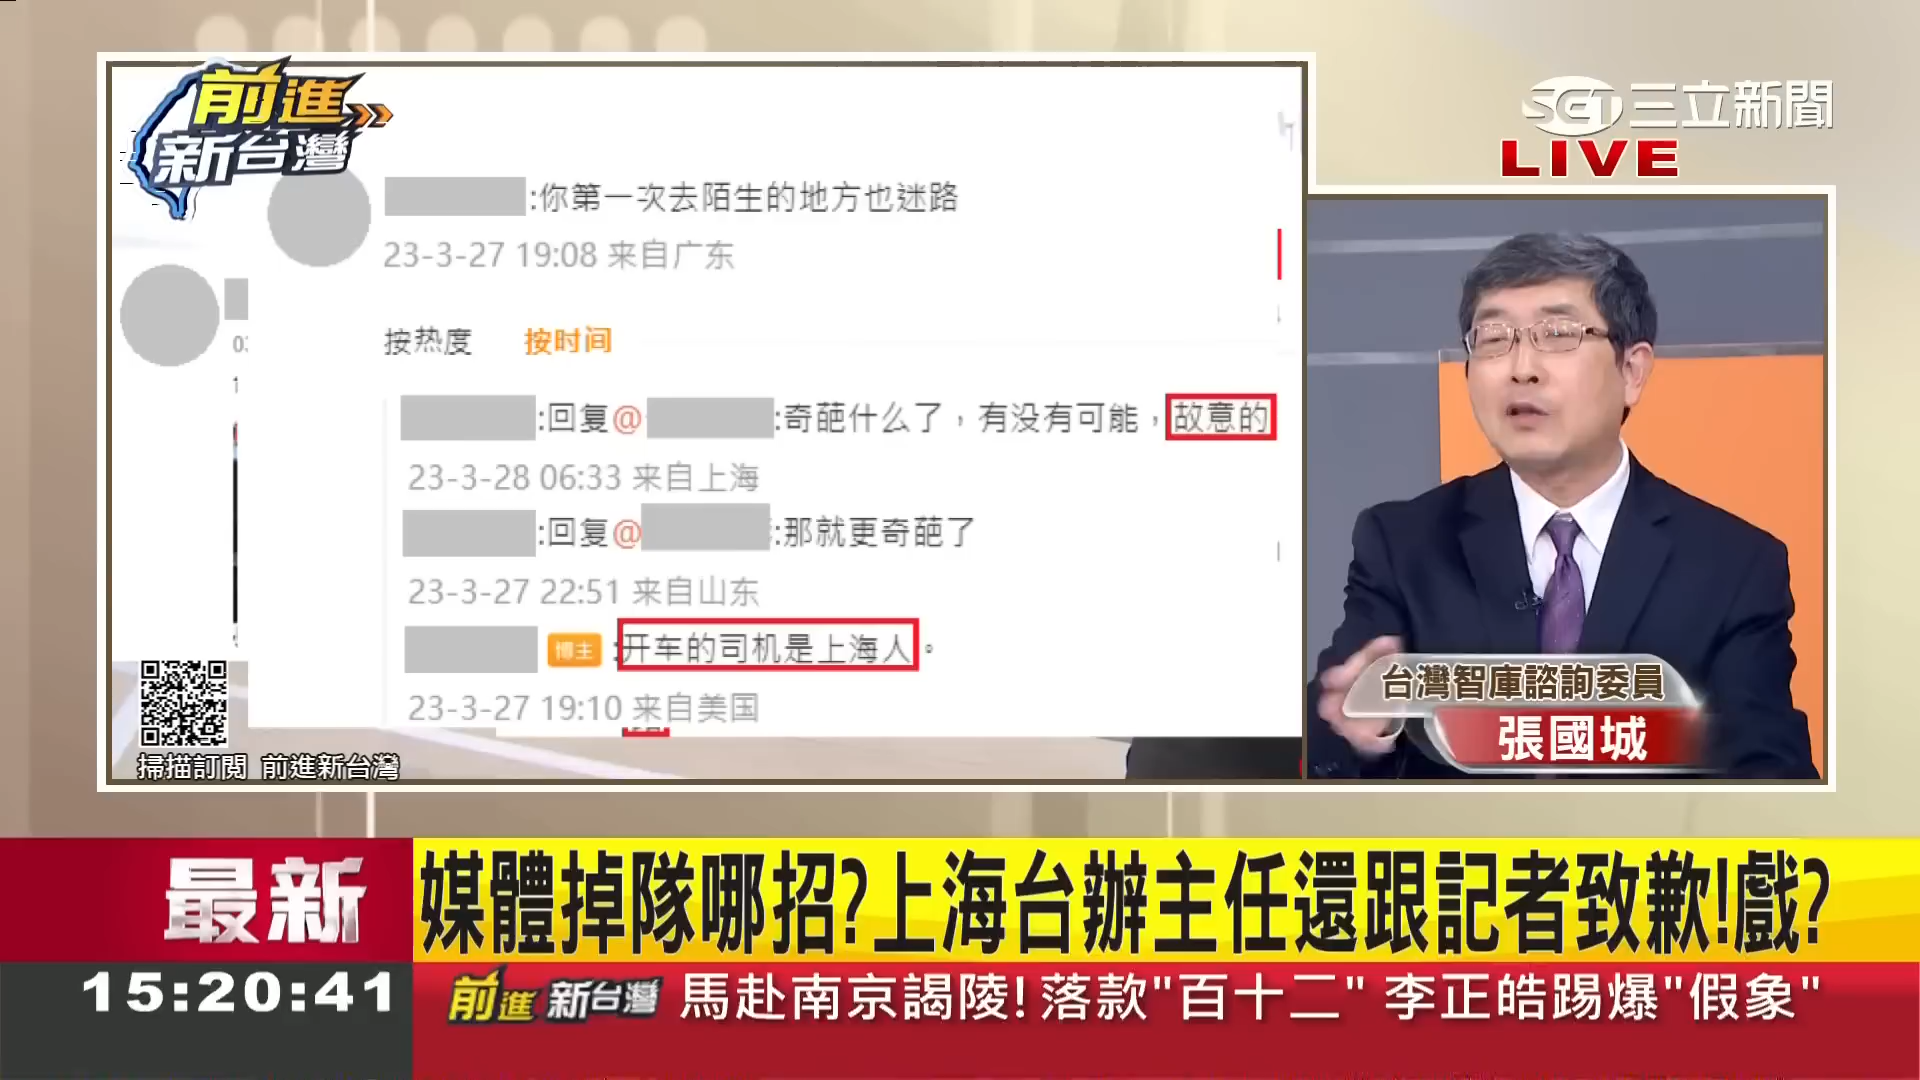 前進
新台灣
SET三立新聞
LIVE
:你第一次去陌生的地方也迷路
23-3-27 19:08 来自广东
按热度 按时间
:回复@ :奇葩什么了，有没有可能，故意的
23-3-28 06:33 来自上海
:回复@ :那就更奇葩了
23-3-27 22:51 来自山东
博主 :开车的司机是上海人。
23-3-27 19:10 来自美国
掃描訂閱 前進新台灣
台灣智庫諮詢委員
張國城
最新
媒體掉隊哪招?上海台辦主任還跟記者致歉!戲?
15:20:41
前進新台灣 馬赴南京謁陵!落款"百十二" 李正皓踢爆"假象"